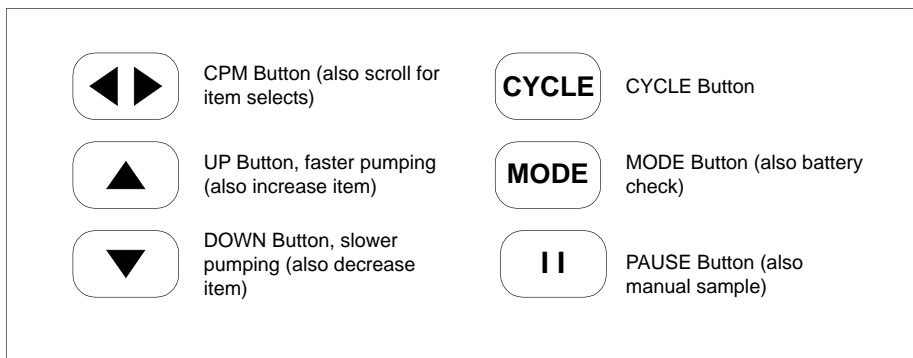 CPM Button (also scroll for
item selects)
UP Button, faster pumping
(also increase item)
DOWN Button, slower
pumping (also decrease
item)
CYCLE
CYCLE Button
MODE
MODE Button (also battery
check)
II
PAUSE Button (also
manual sample)